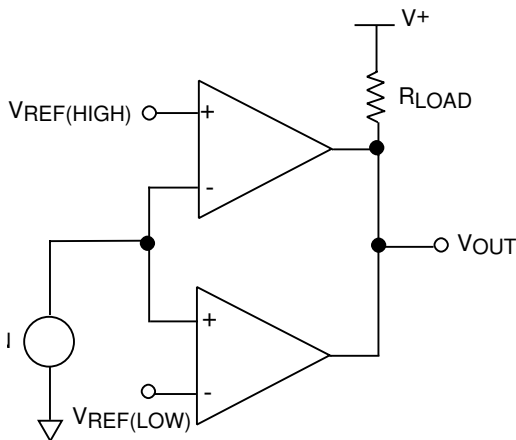 V+
RLOAD
VREF(HIGH)
+
-
VOUT
+
-
VREF(LOW)